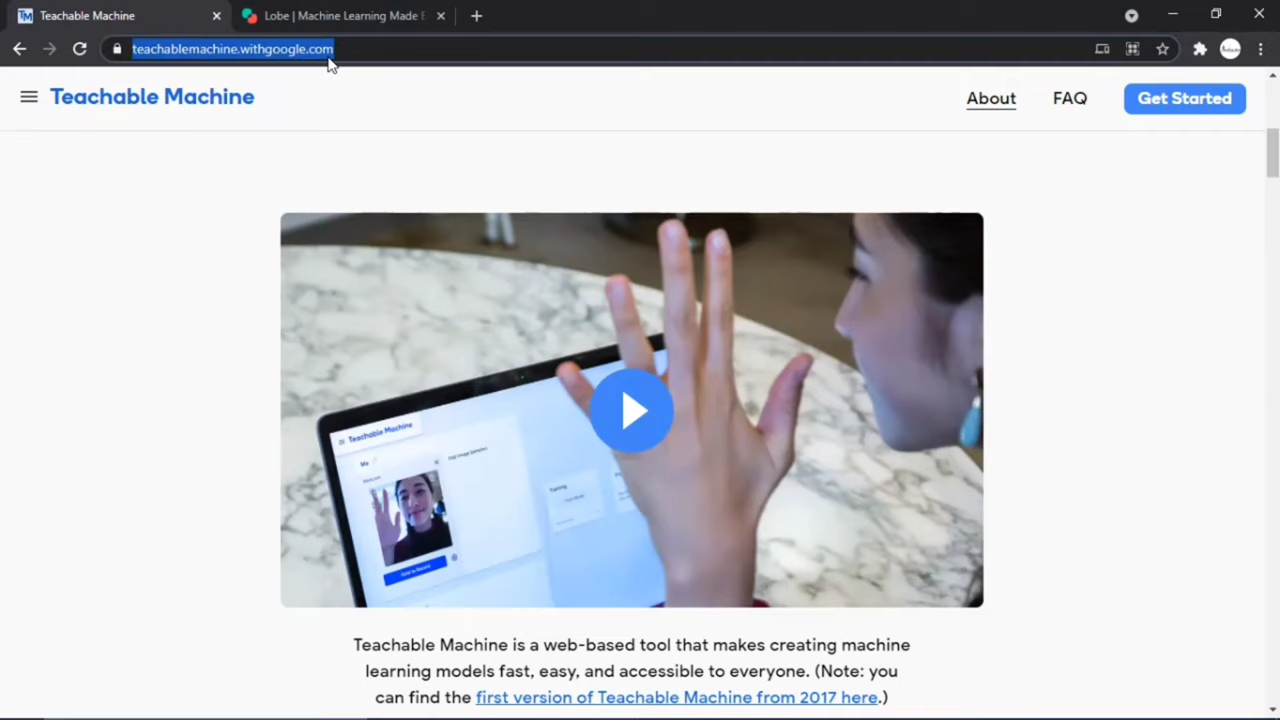 Teachable Machine
Lobe | Machine Learning Made E
teachablemachine.withgoogle.com
Teachable Machine
About
FAQ
Get Started
Teachable Machine
Me
Teachable Machine is a web-based tool that makes creating machine
learning models fast, easy, and accessible to everyone. (Note: you
can find the first version of Teachable Machine from 2017 here.)